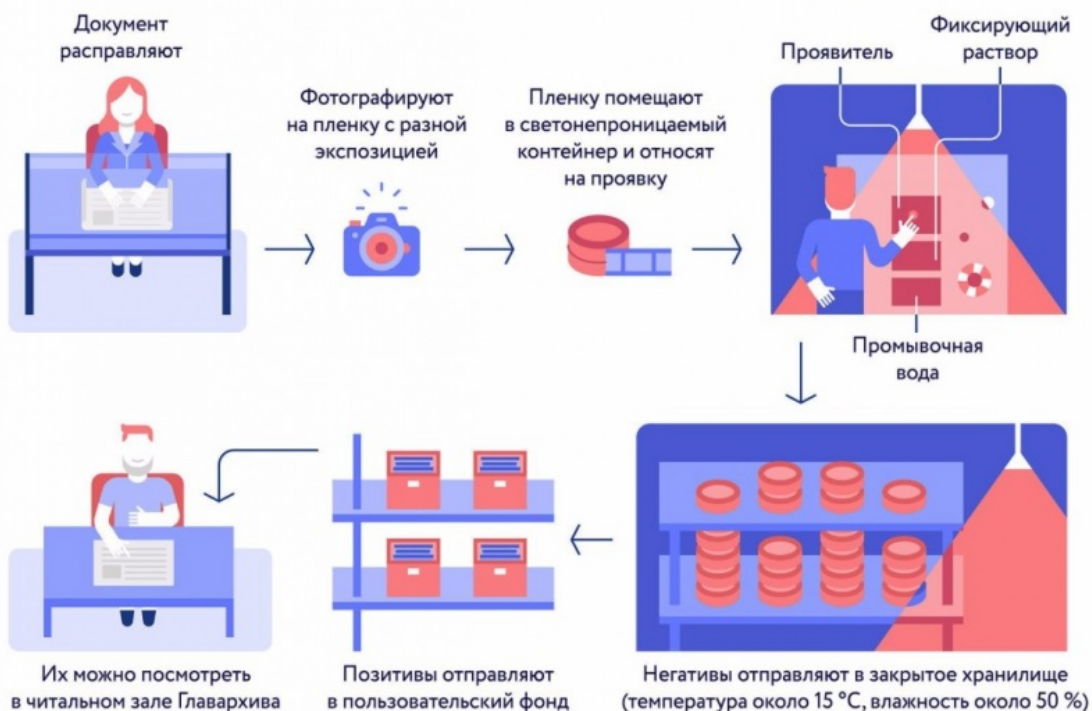 Документ
расправляют
Фотографируют
на пленку с разной
экспозицией
Пленку помещают
в светонепроницаемый
контейнер и относят
на проявку
Проявитель
Фиксирующий
раствор
Промывочная
вода
Негативы отправляют в закрытое хранилище
(температура около 15 °С, влажность около 50 %)
Позитивы отправляют
в пользовательский фонд
Их можно посмотреть
в читальном зале Главархива